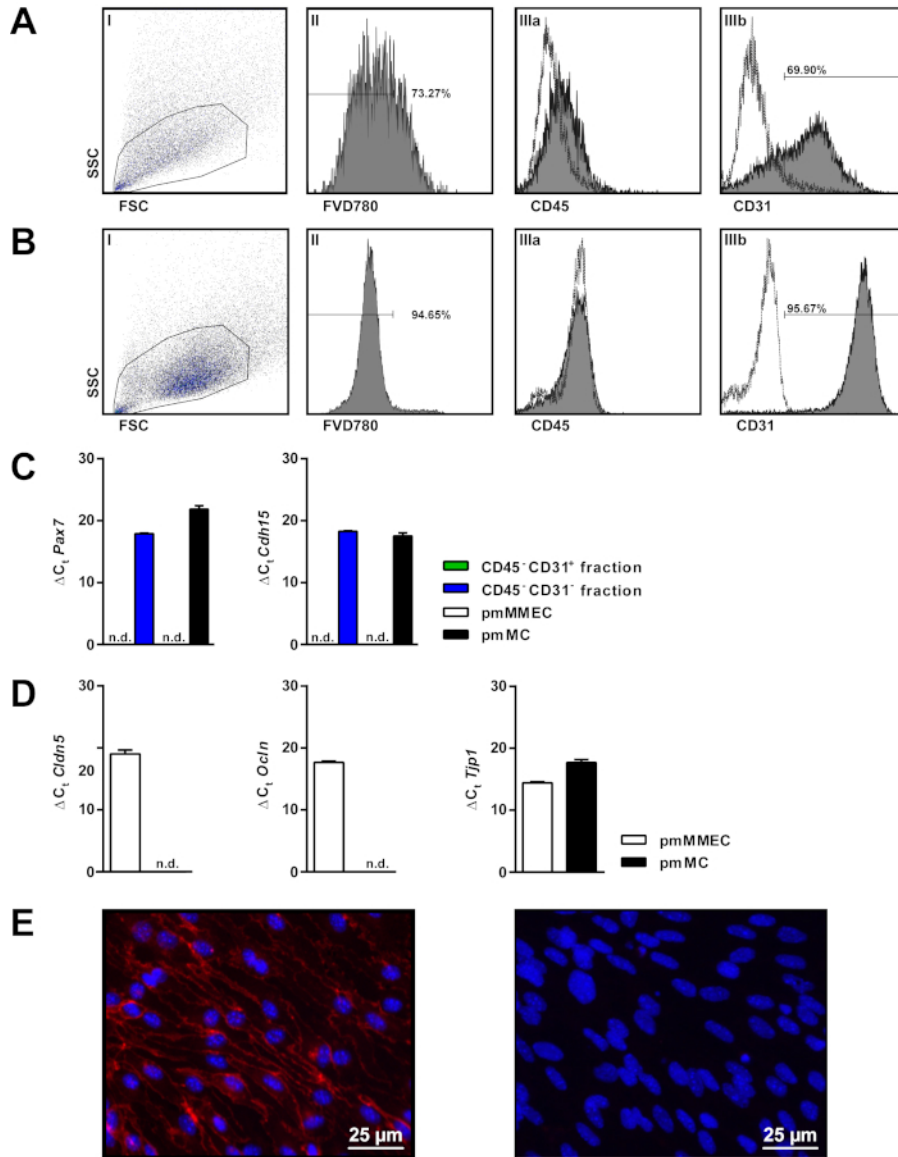 A
I
II
IIIa
IIIb
73.27%
69.90%
SSC
FSC
FVD780
CD45
CD31
B
I
II
IIIa
IIIb
94.65%
95.67%
SSC
FSC
FVD780
CD45
CD31
C
30
20
10
0
ΔCt Pax7
n.d.
n.d.
30
20
10
0
ΔCt Cdh15
n.d.
n.d.
CD45⁻CD31⁺ fraction
CD45⁻CD31⁻ fraction
pmMMEC
pmMC
D
30
20
10
0
ΔCt Cldn5
n.d.
30
20
10
0
ΔCt Ocln
n.d.
30
20
10
0
ΔCt Tjp1
pmMMEC
pmMC
E
25 µm
25 µm